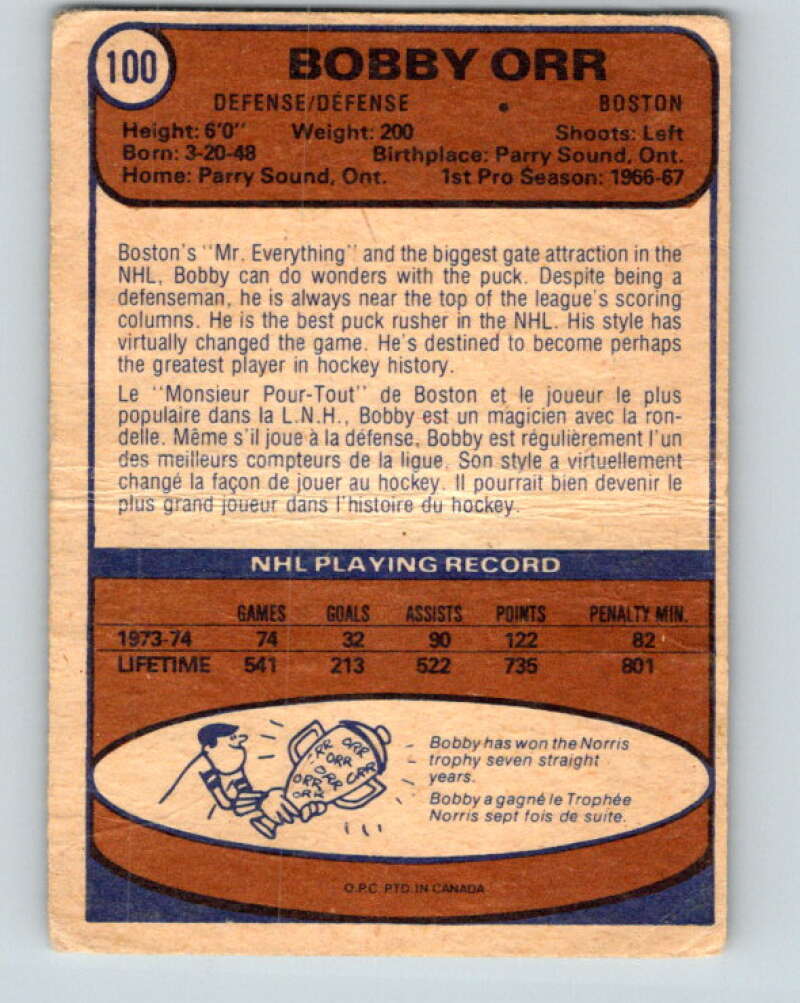 100
BOBBY ORR
DEFENSE/DÉFENSE • BOSTON
Height: 6'0" Weight: 200 Shoots: Left
Born: 3-20-48 Birthplace: Parry Sound, Ont.
Home: Parry Sound, Ont. 1st Pro Season: 1966-67
Boston's "Mr. Everything" and the biggest gate attraction in the
NHL, Bobby can do wonders with the puck. Despite being a
defenseman, he is always near the top of the league's scoring
columns. He is the best puck rusher in the NHL. His style has
virtually changed the game. He's destined to become perhaps
the greatest player in hockey history.
Le "Monsieur Pour-Tout" de Boston et le joueur le plus
populaire dans la L.N.H., Bobby est un magicien avec la ron-
delle. Même s'il joue à la défense, Bobby est régulièrement l'un
des meilleurs compteurs de la ligue. Son style a virtuellement
changé la façon de jouer au hockey. Il pourrait bien devenir le
plus grand joueur dans l'histoire du hockey.
NHL PLAYING RECORD
GAMES GOALS ASSISTS POINTS PENALTY MIN.
1973-74 74 32 90 122 82
LIFETIME 541 213 522 735 801
ORR ORR
ORR
ORR ORR
ORR
ORR
Bobby has won the Norris
trophy seven straight
years.
Bobby a gagné le Trophée
Norris sept fois de suite.
O.P.C. PTD. IN CANADA